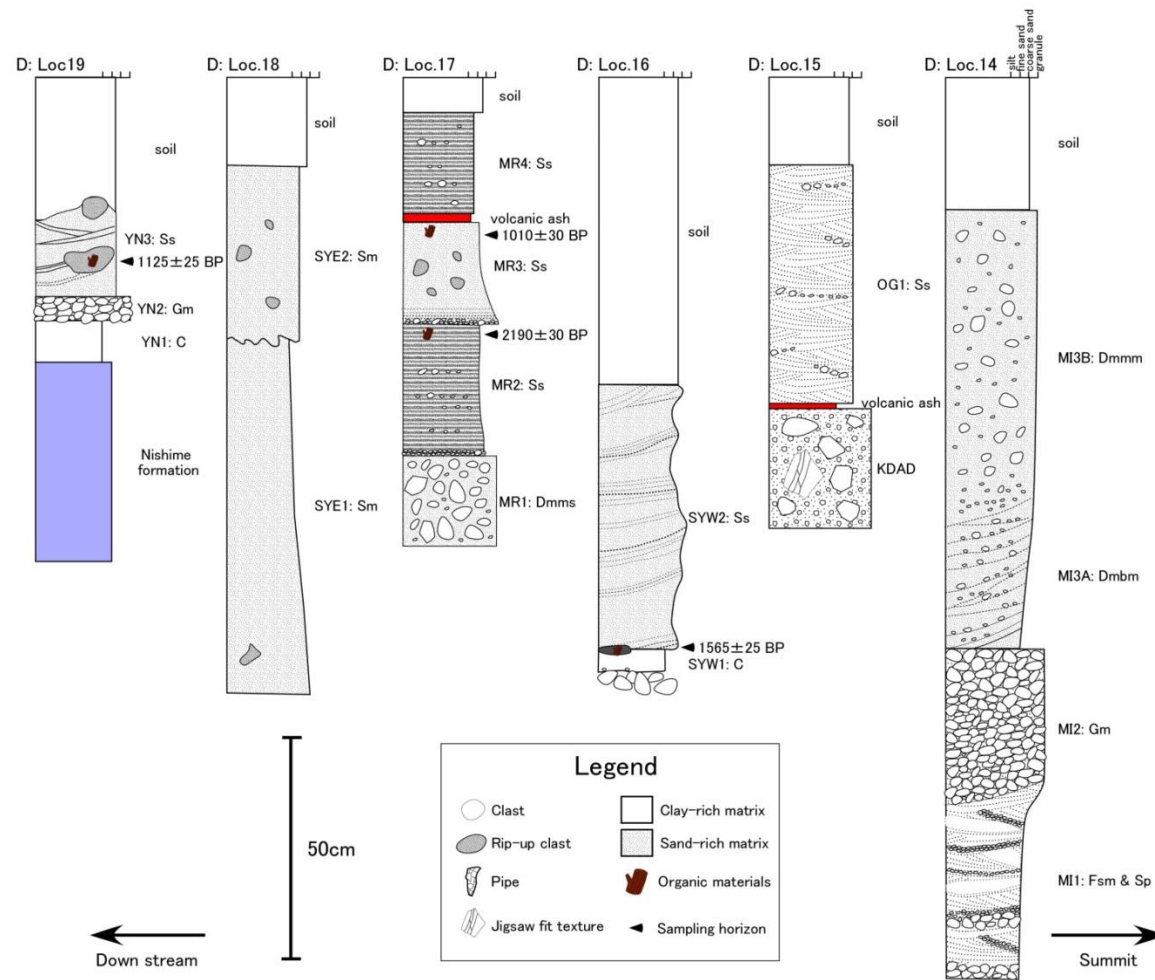 D: Loc19
soil
YN3: Ss
1125±25 BP
YN2: Gm
YN1: C
Nishime
formation
D: Loc.18
soil
SYE2: Sm
SYE1: Sm
D: Loc.17
soil
MR4: Ss
volcanic ash
1010±30 BP
MR3: Ss
2190±30 BP
MR2: Ss
MR1: Dmms
D: Loc.16
soil
SYW2: Ss
1565±25 BP
SYW1: C
D: Loc.15
soil
OG1: Ss
volcanic ash
KDAD
D: Loc.14
silt
fine sand
coarse sand
granule
soil
MI3B: Dmmm
MI3A: Dmbm
MI2: Gm
MI1: Fsm & Sp
50cm
Down stream
Summit
Legend
Clast
Rip-up clast
Pipe
Jigsaw fit texture
Clay-rich matrix
Sand-rich matrix
Organic materials
Sampling horizon